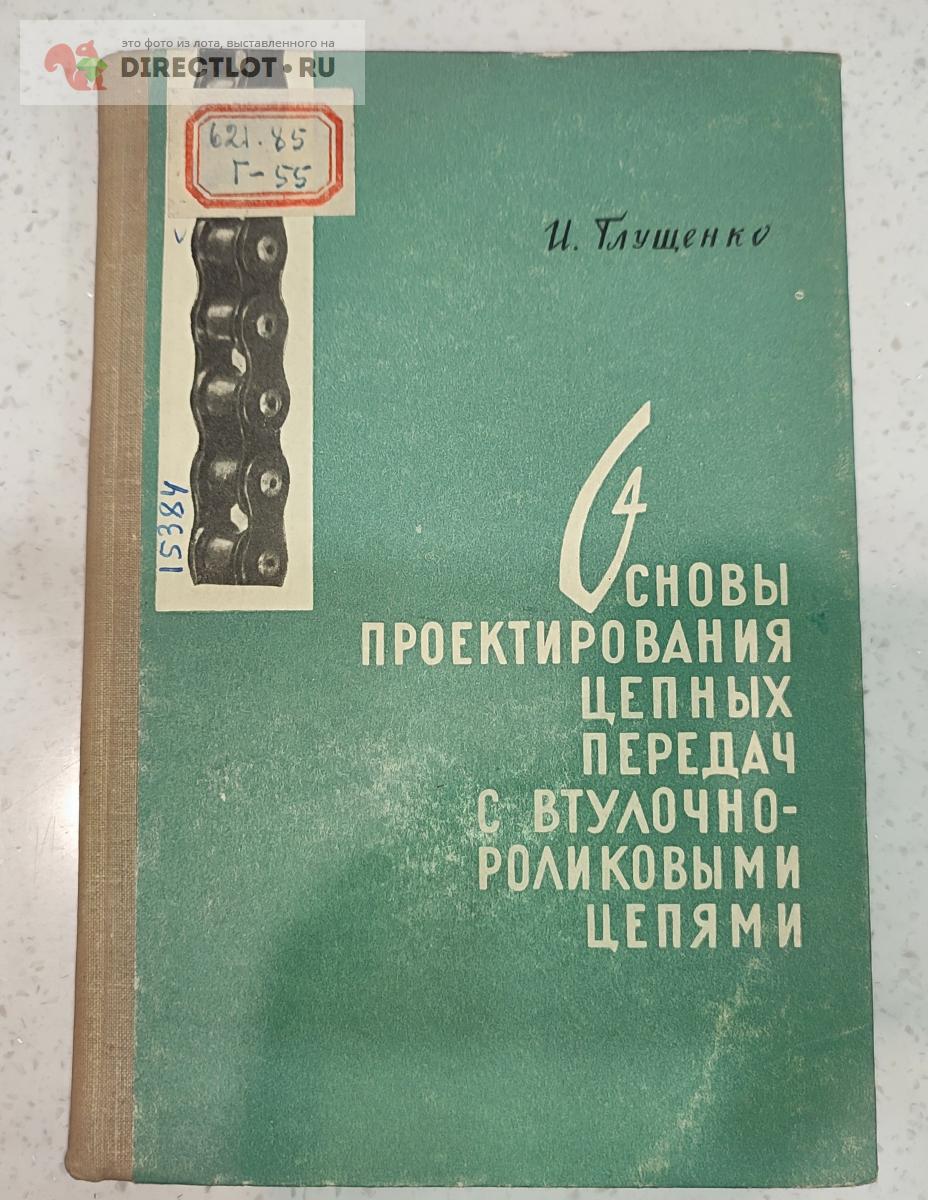 это фото из лота, выставленного на
DIRECTLOT.RU
621.85
Г-55
И. Глущенко
15384
Основы
ПРОЕКТИРОВАНИЯ
ЦЕПНЫХ
ПЕРЕДАЧ
С ВТУЛОЧНО-
РОЛИКОВЫМИ
ЦЕПЯМИ